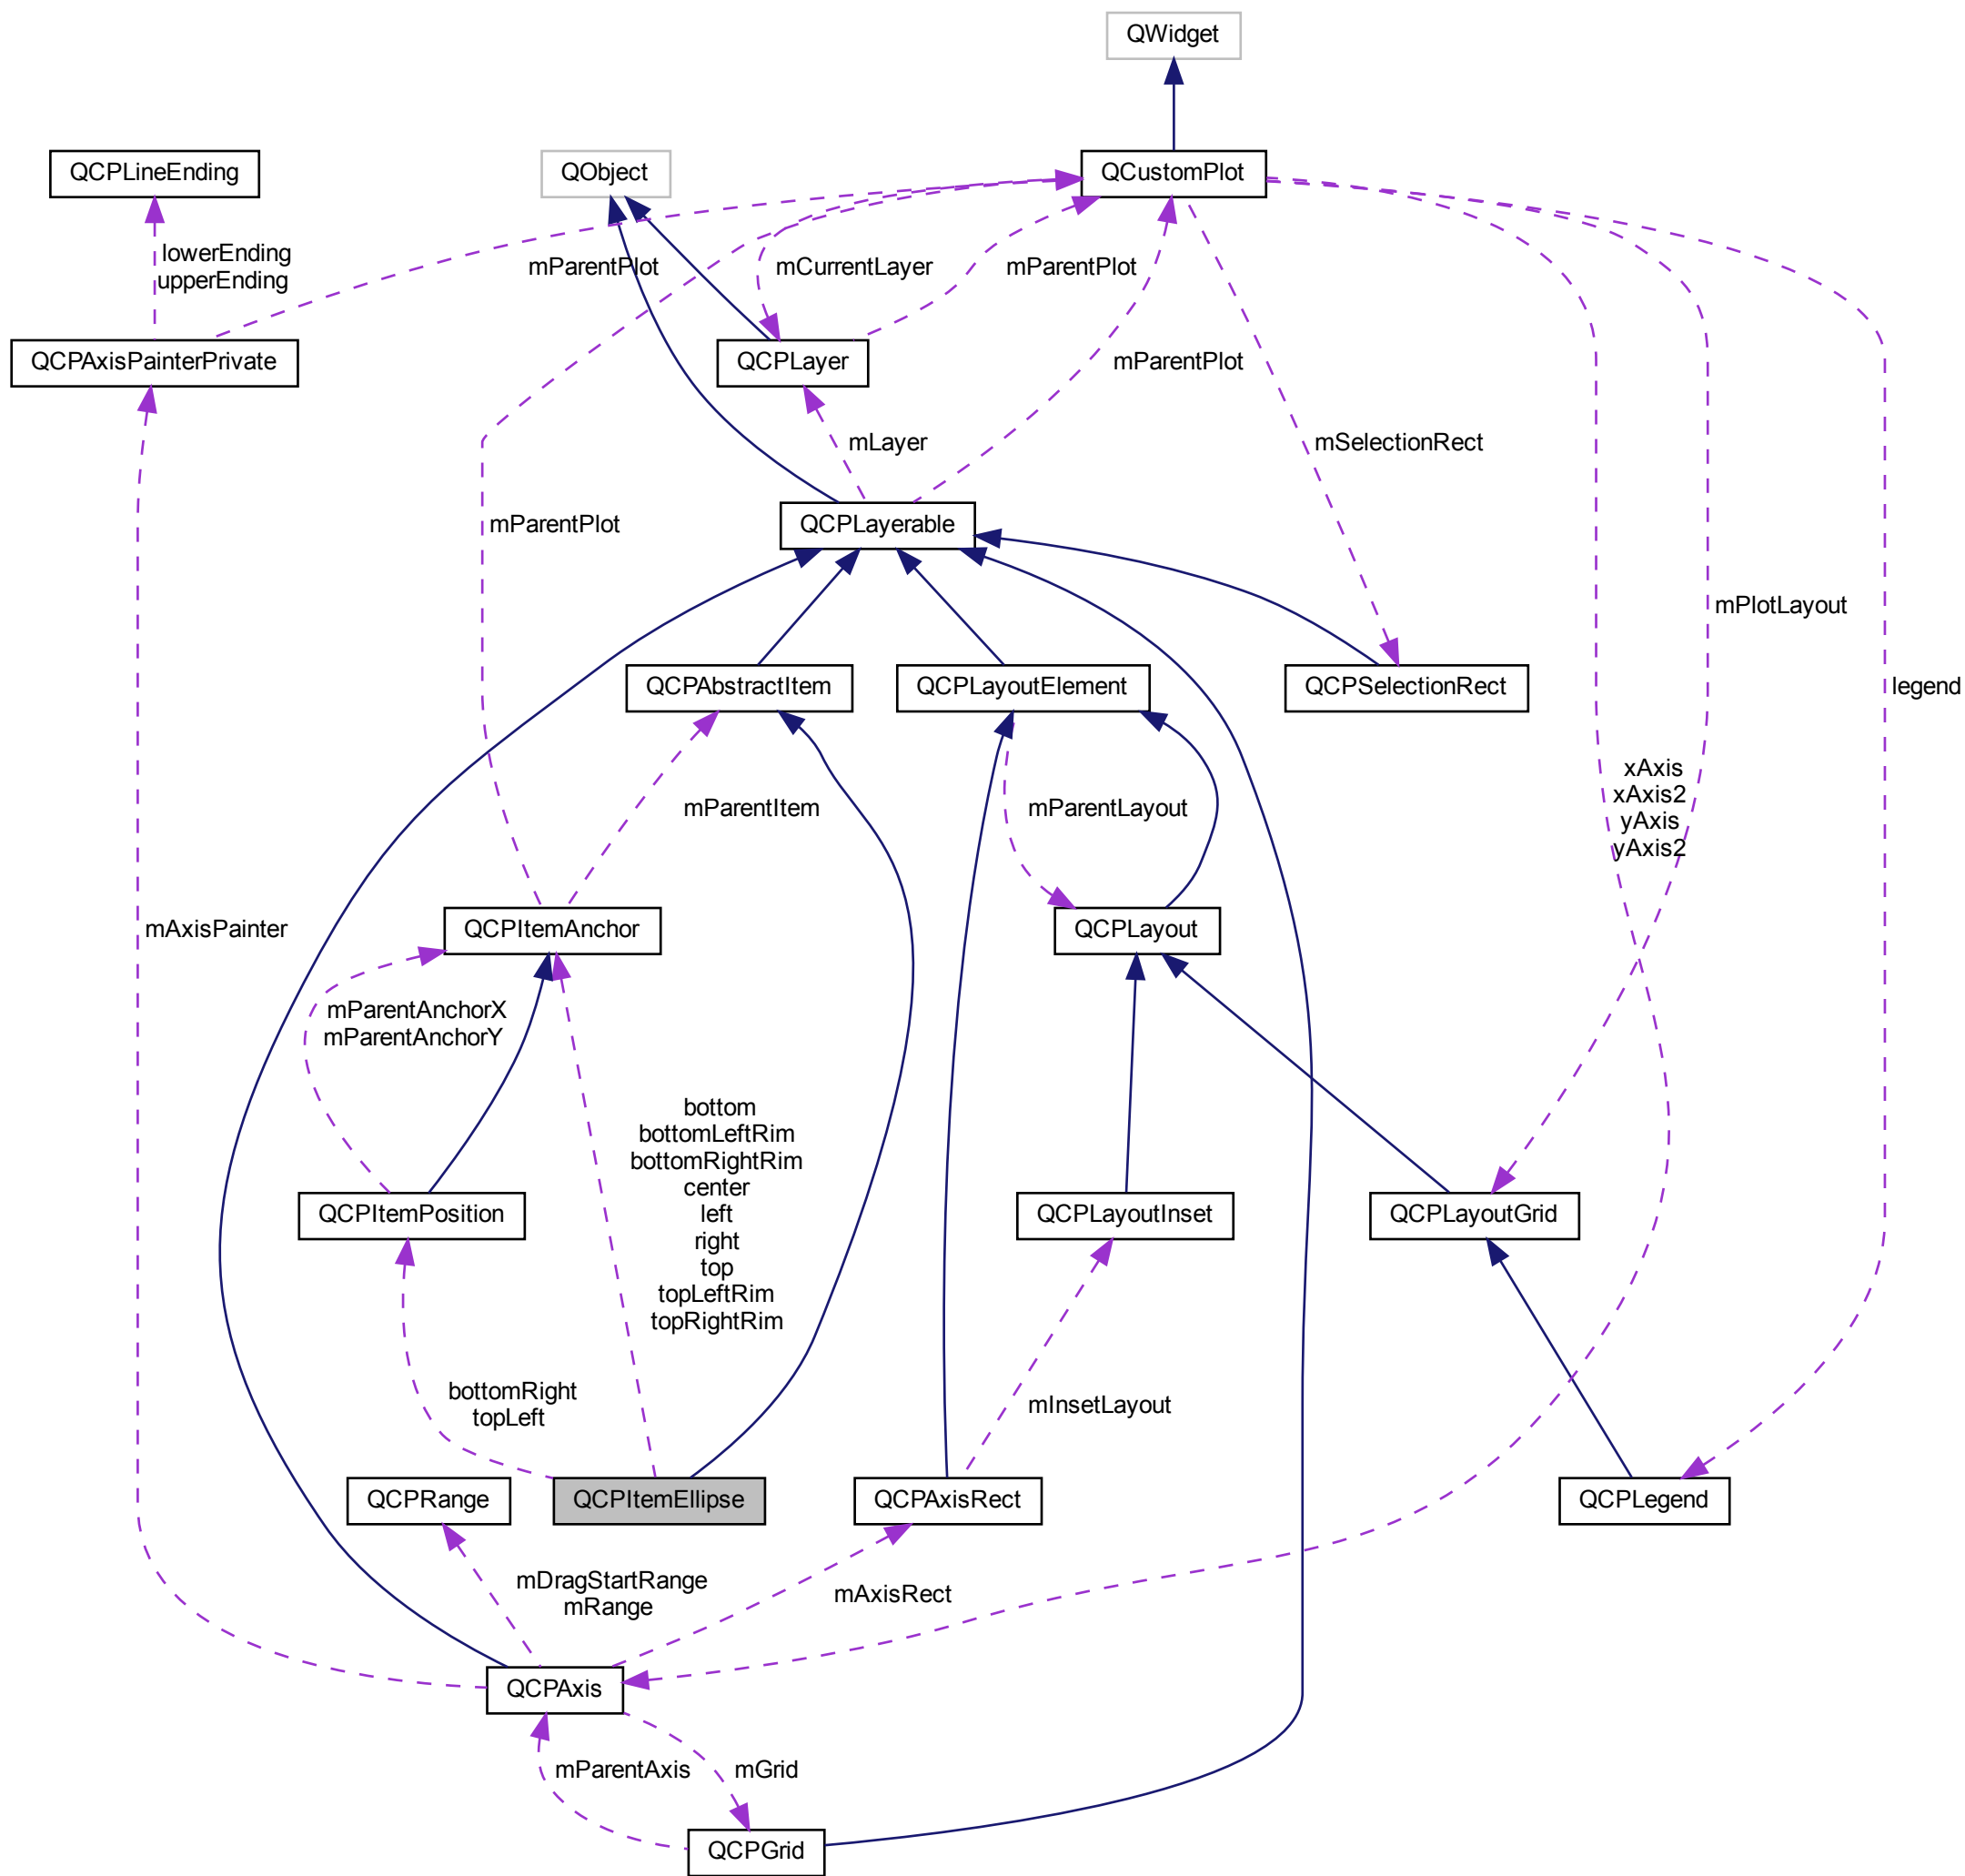 QWidget
QCPLineEnding
QObject
QCustomPlot
lowerEnding
upperEnding
mParentPlot
mCurrentLayer
mParentPlot
QCPAxisPainterPrivate
QCPLayer
mParentPlot
mLayer
mSelectionRect
mParentPlot
QCPLayerable
mPlotLayout
legend
QCPAbstractItem
QCPLayoutElement
QCPSelectionRect
xAxis
xAxis2
yAxis
yAxis2
mParentItem
mParentLayout
mAxisPainter
QCPItemAnchor
QCPLayout
mParentAnchorX
mParentAnchorY
bottom
bottomLeftRim
bottomRightRim
center
left
right
top
topLeftRim
topRightRim
QCPItemPosition
QCPLayoutInset
QCPLayoutGrid
bottomRight
topLeft
mInsetLayout
QCPRange
QCPItemEllipse
QCPAxisRect
QCPLegend
mDragStartRange
mRange
mAxisRect
QCPAxis
mParentAxis
mGrid
QCPGrid